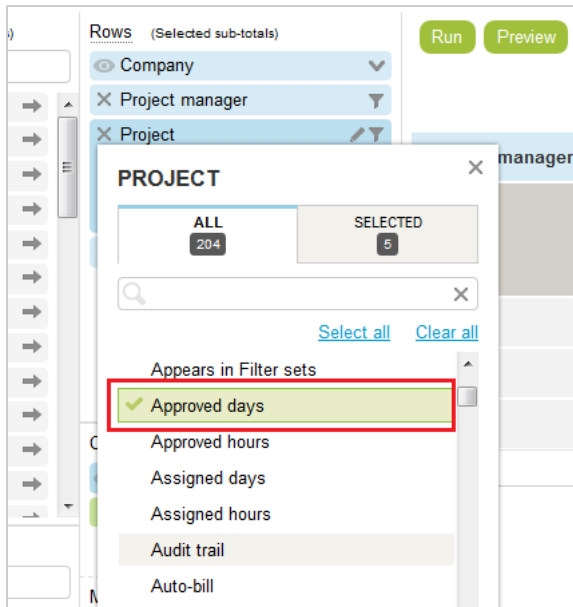 Rows (Selected sub-totals)
Run Preview
Company
Project manager
Project
manager
PROJECT
ALL
204
SELECTED
5
Select all Clear all
Appears in Filter sets
Approved days
Approved hours
Assigned days
Assigned hours
Audit trail
Auto-bill